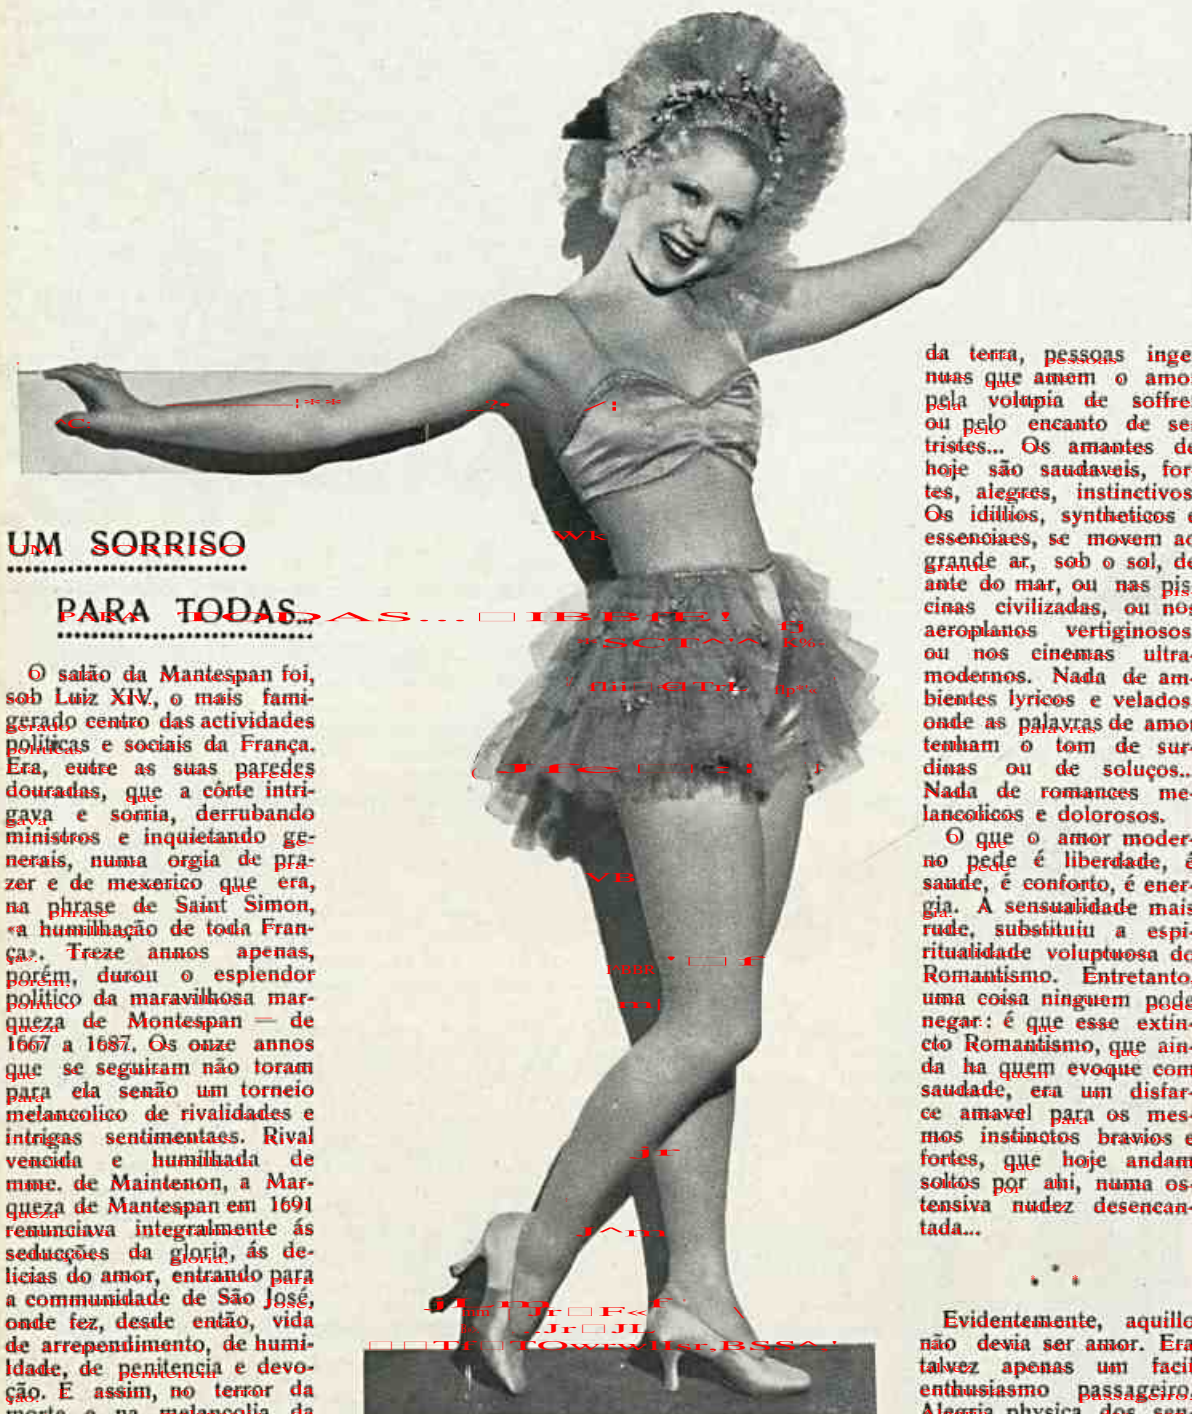 UM SORRISO
PARA TODAS...
O salão da Mantespan foi,
sob Luiz XIV, o mais fami-
gerado centro das actividades
politicas e sociais da França.
Era, eutre as suas paredes
douradas, que a côrte intri-
gava e sorria, derrubando
ministros e inquietando ge-
nerais, numa orgia de pra-
zer e de mexerico que era,
na phrase de Saint Simon,
«a humilhação de toda Fran-
ça». Treze annos apenas,
porém, durou o esplendor
politico da maravilhosa mar-
queza de Montespan — de
1667 a 1687. Os onze annos
que se seguiram não toram
para ela senão um torneio
melancolico de rivalidades e
intrigas sentimentaes. Rival
vencida e humilhada de
mme. de Maintenon, a Mar-
queza de Mantespan em 1691
renunciava integralmente ás
seducções da gloria, ás de-
licias do amor, entrando para
a communidade de São José,
onde fez, desde então, vida
de arrependimento, de humi-
ldade, de penitencia e devo-
ção. E assim, no terror da
morte e na melancolia da
da terra, pessoas inge
nuas que amem o amor
pela volupia de soffrer
ou pelo encanto de ser
tristes... Os amantes de
hoje são saudaveis, for
tes, alegres, instinctivos
Os idillios, syntheticos e
essenciaes, se movem ao
grande ar, sob o sol, de
ante do mar, ou nas pis
cinas civilizadas, ou nos
aeroplanos vertiginosos
ou nos cinemas ultra-
modernos. Nada de am-
bientes lyricos e velados
onde as palavras de amor
tenham o tom de sur-
dinas ou de soluços...
Nada de romances me-
lancolicos e dolorosos.
O que o amor moder-
no pede é liberdade, é
saude, é conforto, é ener-
gia. A sensualidade mais
rude, substituiu a espi-
ritualidade voluptuosa do
Romantismo. Entretanto
uma coisa ninguem pode
negar: é que esse extin-
cto Romantismo, que ain-
da ha quem evoque com
saudade, era um disfar-
ce amavel para os mes-
mos instinctos bravios e
fortes, que hoje andam
soltos por ahi, numa os-
tensiva nudez desencan-
tada...
* * *
Evidentemente, aquillo
não devia ser amor. Era
talvez apenas um facil
enthusiasmo passageiro.
Alegria physica dos sen-